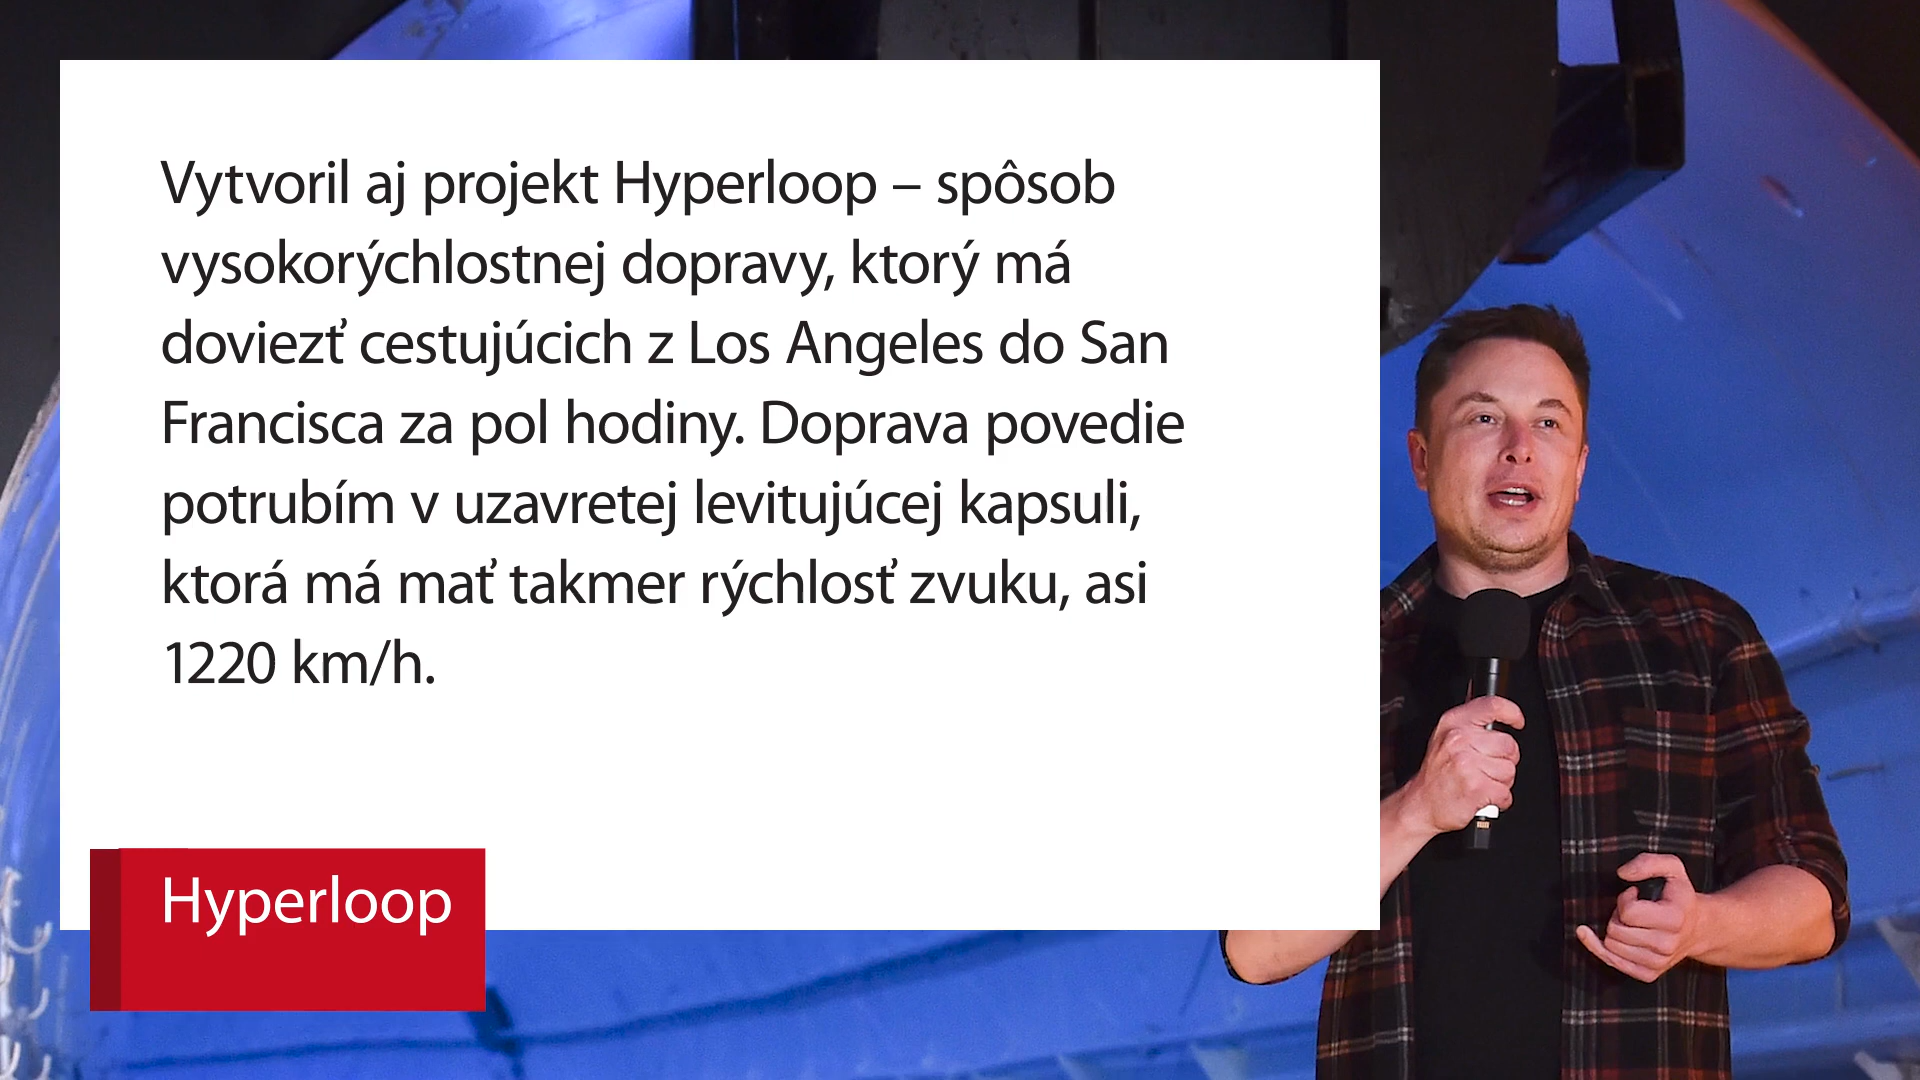 Vytvoril aj projekt Hyperloop – spôsob
vysokorýchlostnej dopravy, ktorý má
doviezť cestujúcich z Los Angeles do San
Francisca za pol hodiny. Doprava povedie
potrubím v uzavretej levitujúcej kapsuli,
ktorá má mať takmer rýchlosť zvuku, asi
1220 km/h.
Hyperloop